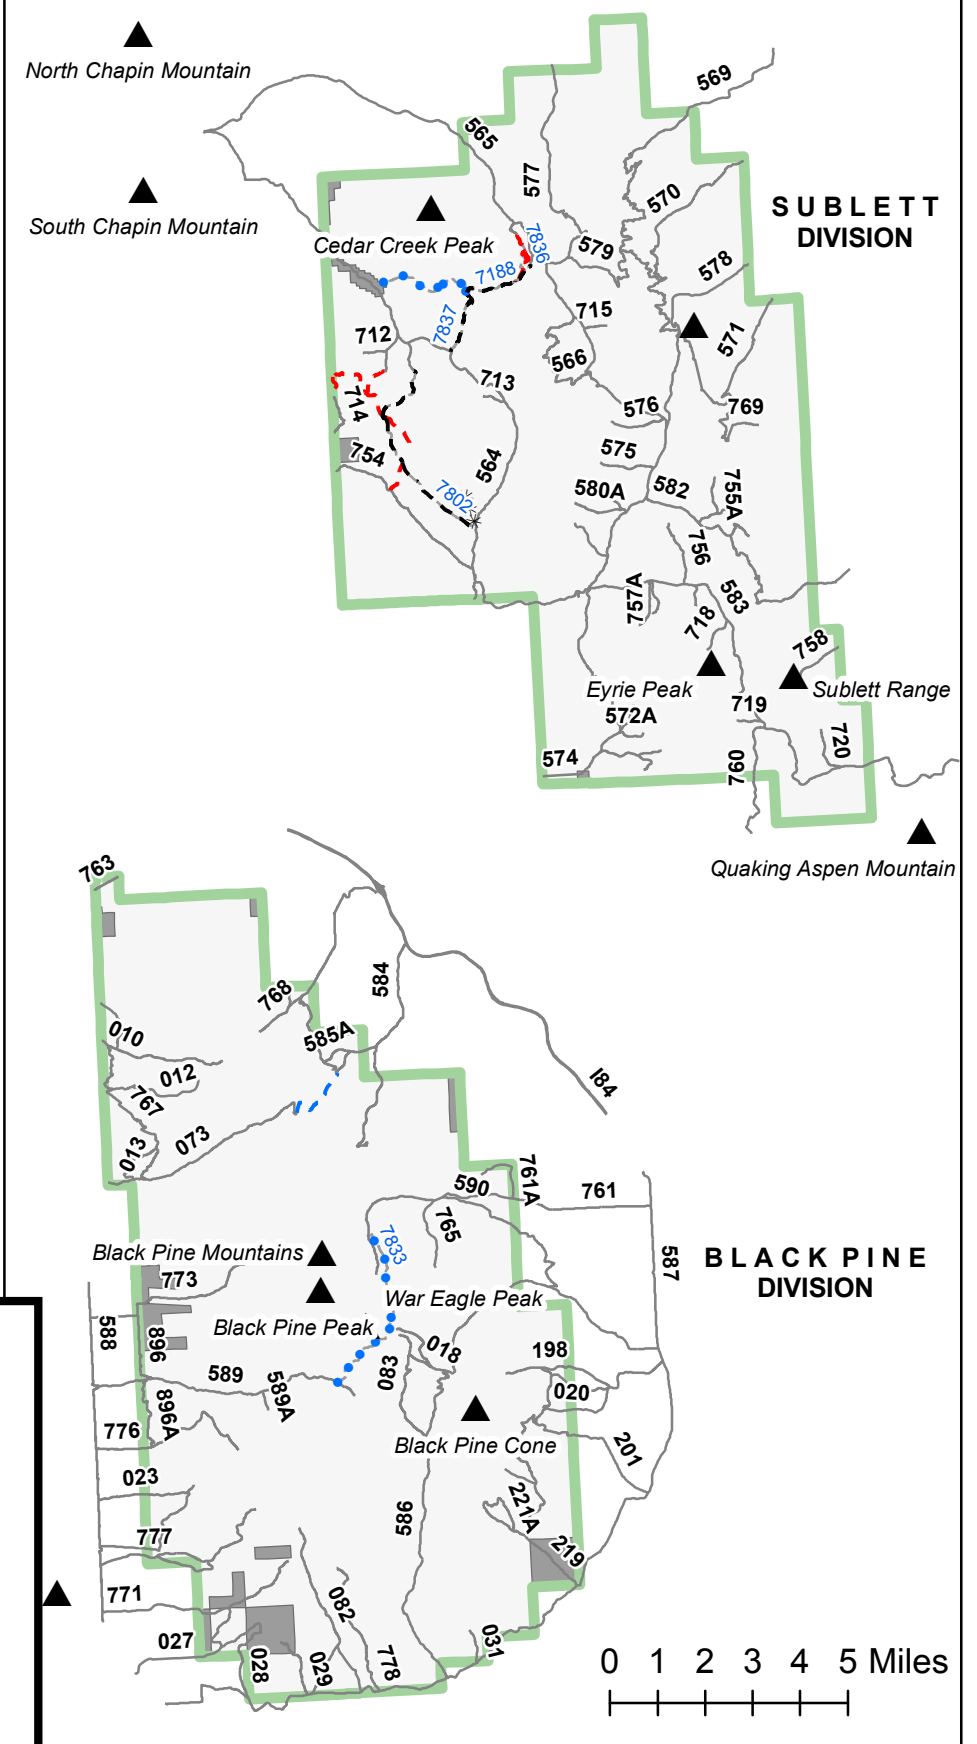 North Chapin Mountain
569
565
577
570
South Chapin Mountain
SUBLETT
DIVISION
Cedar Creek Peak
7836
579
578
7188
715
7837
712
571
566
713
714
576
769
754
575
564
580A
582
755A
7802
756
757A
583
718
758
Eyrie Peak
Sublett Range
719
572A
720
574
760
763
Quaking Aspen Mountain
584
768
585A
010
012
I84
767
073
013
590
761A
761
765
7833
587
Black Pine Mountains
BLACK PINE
DIVISION
773
War Eagle Peak
Black Pine Peak
588
896
018
198
083
589
589A
020
896A
776
Black Pine Cone
201
023
221A
586
777
219
771
082
027
031
028
029
778
0 1 2 3 4 5 Miles